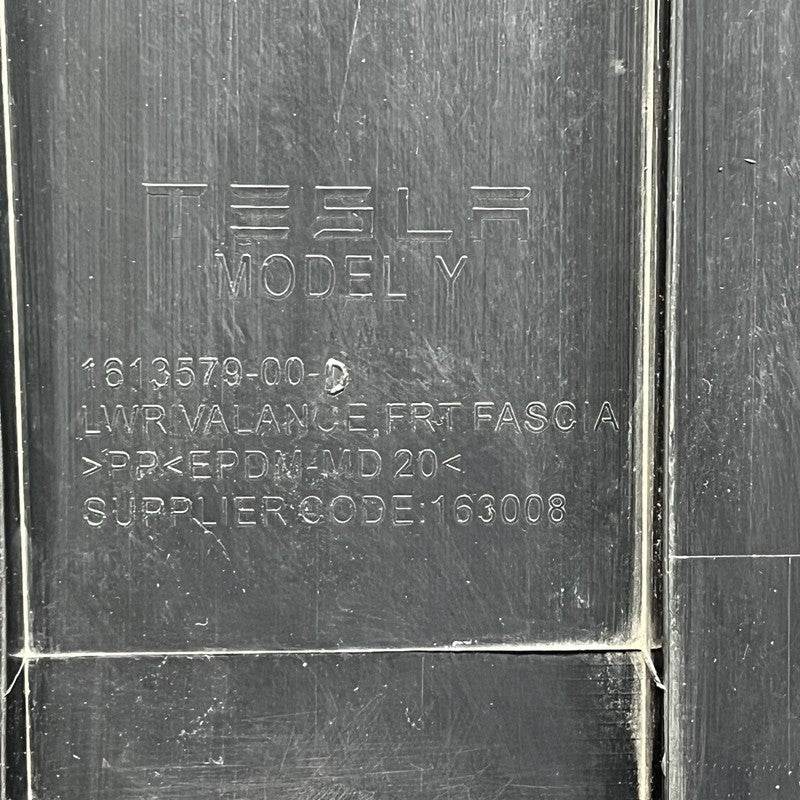 TESLA
MODEL Y
1613579-00-D
LWR VALANCE, FRT FASCIA
>PP<EPDM-MD 20<
SUPPLIER CODE:163008